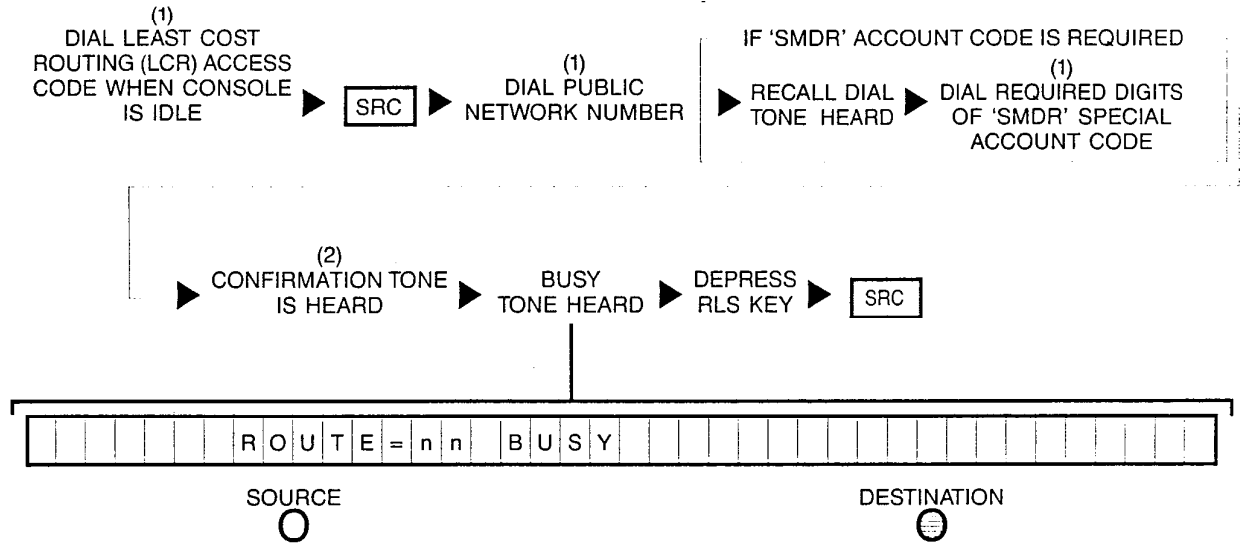 (1)
DIAL LEAST COST
ROUTING (LCR) ACCESS
CODE WHEN CONSOLE
IS IDLE
SRC
(1)
DIAL PUBLIC
NETWORK NUMBER
IF 'SMDR' ACCOUNT CODE IS REQUIRED
RECALL DIAL
TONE HEARD
(1)
DIAL REQUIRED DIGITS
OF 'SMDR' SPECIAL
ACCOUNT CODE
(2)
CONFIRMATION TONE
IS HEARD
BUSY
TONE HEARD
DEPRESS
RLS KEY
SRC
ROUTE=nn BUSY
SOURCE
DESTINATION